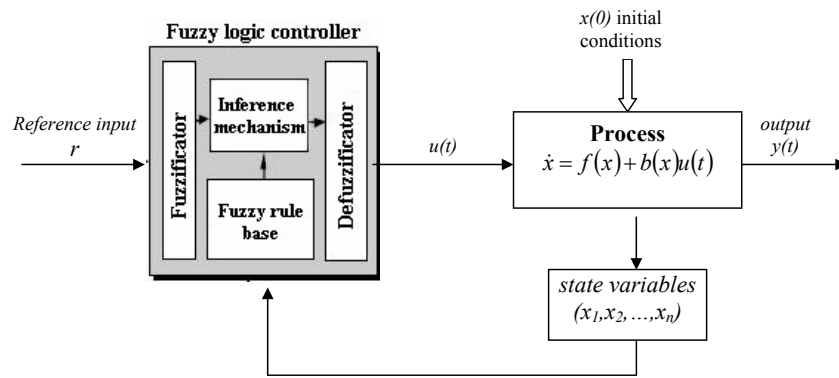 Fuzzy logic controller
x(0) initial
conditions
Reference input
r
Fuzzificator
Inference
mechanism
Fuzzy rule
base
Defuzzificator
u(t)
Process
ẋ = f(x)+b(x)u(t)
output
y(t)
state variables
(x₁,x₂,…,xₙ)